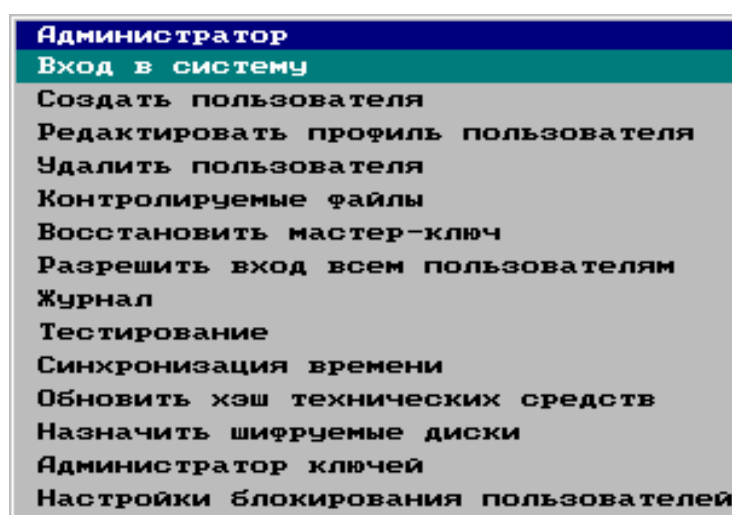 Администратор
Вход в систему
Создать пользователя
Редактировать профиль пользователя
Удалить пользователя
Контролируемые файлы
Восстановить мастер-ключ
Разрешить вход всем пользователям
Журнал
Тестирование
Синхронизация времени
Обновить хэш технических средств
Назначить шифруемые диски
Администратор ключей
Настройки блокирования пользователей